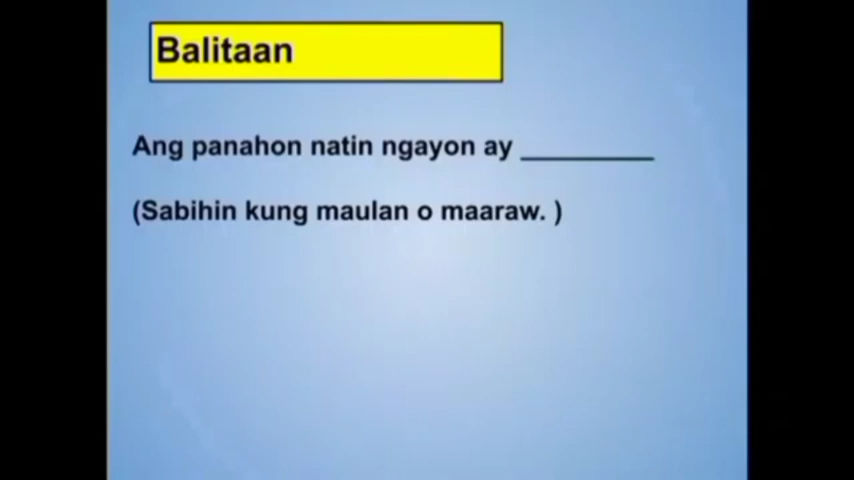 Balitaan
Ang panahon natin ngayon ay __________
(Sabihin kung maulan o maaraw. )